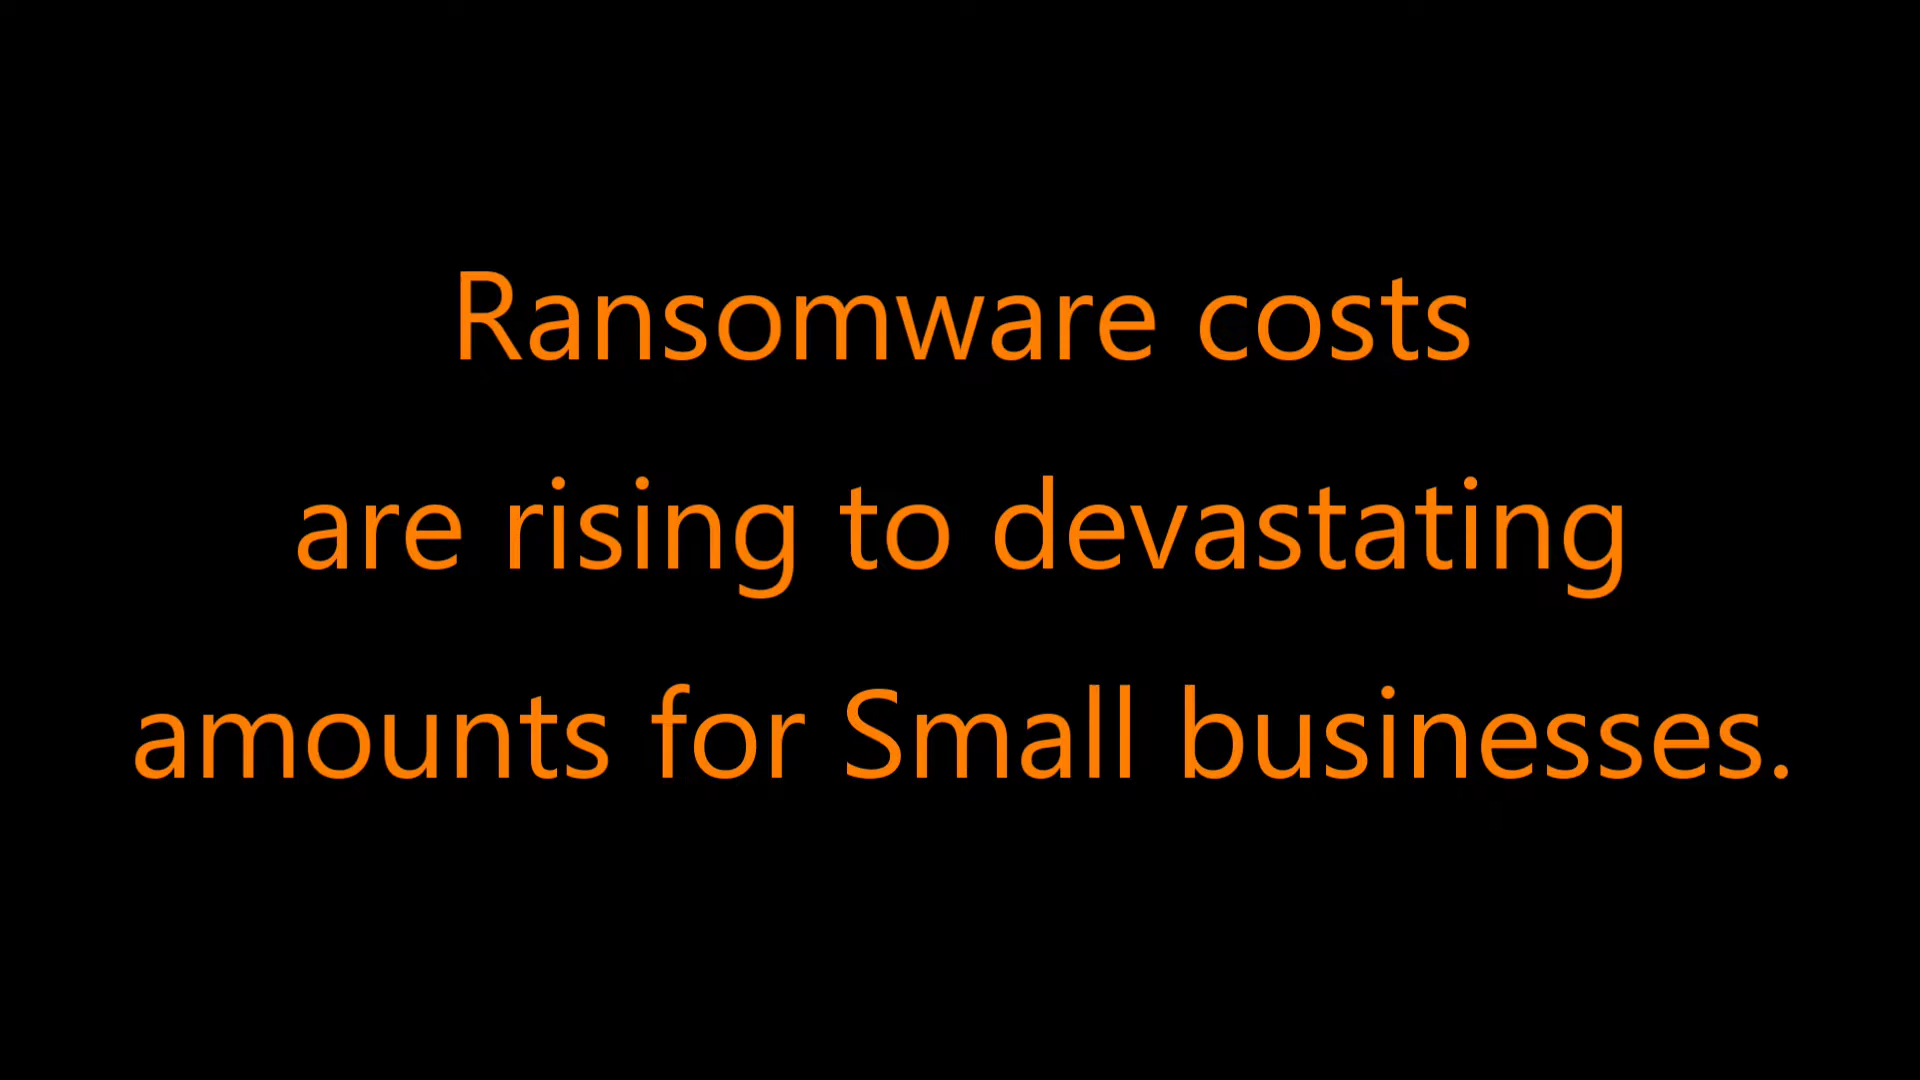 Ransomware costs
are rising to devastating
amounts for Small businesses.